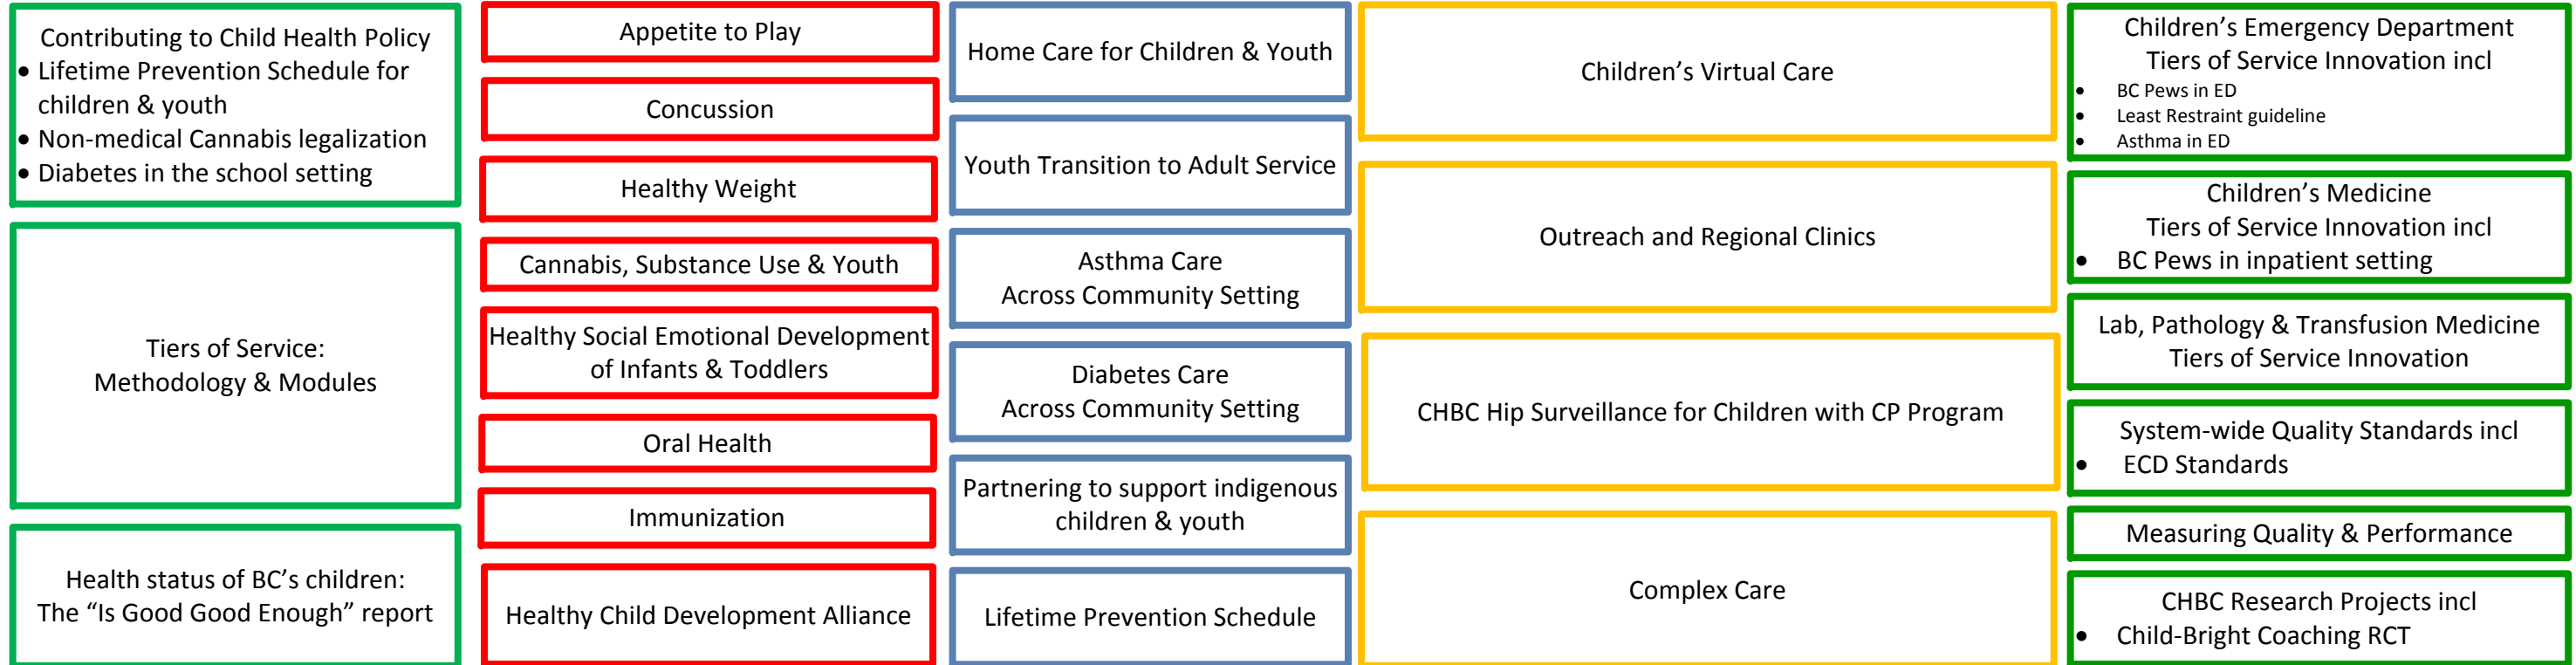 Contributing to Child Health Policy
• Lifetime Prevention Schedule for
children & youth
• Non-medical Cannabis legalization
• Diabetes in the school setting
Tiers of Service:
Methodology & Modules
Health status of BC’s children:
The “Is Good Good Enough” report
Appetite to Play
Concussion
Healthy Weight
Cannabis, Substance Use & Youth
Healthy Social Emotional Development
of Infants & Toddlers
Oral Health
Immunization
Healthy Child Development Alliance
Home Care for Children & Youth
Youth Transition to Adult Service
Asthma Care
Across Community Setting
Diabetes Care
Across Community Setting
Partnering to support indigenous
children & youth
Lifetime Prevention Schedule
Children’s Virtual Care
Outreach and Regional Clinics
CHBC Hip Surveillance for Children with CP Program
Complex Care
Children’s Emergency Department
Tiers of Service Innovation incl
• BC Pews in ED
• Least Restraint guideline
• Asthma in ED
Children’s Medicine
Tiers of Service Innovation incl
• BC Pews in inpatient setting
Lab, Pathology & Transfusion Medicine
Tiers of Service Innovation
System-wide Quality Standards incl
• ECD Standards
Measuring Quality & Performance
CHBC Research Projects incl
• Child-Bright Coaching RCT